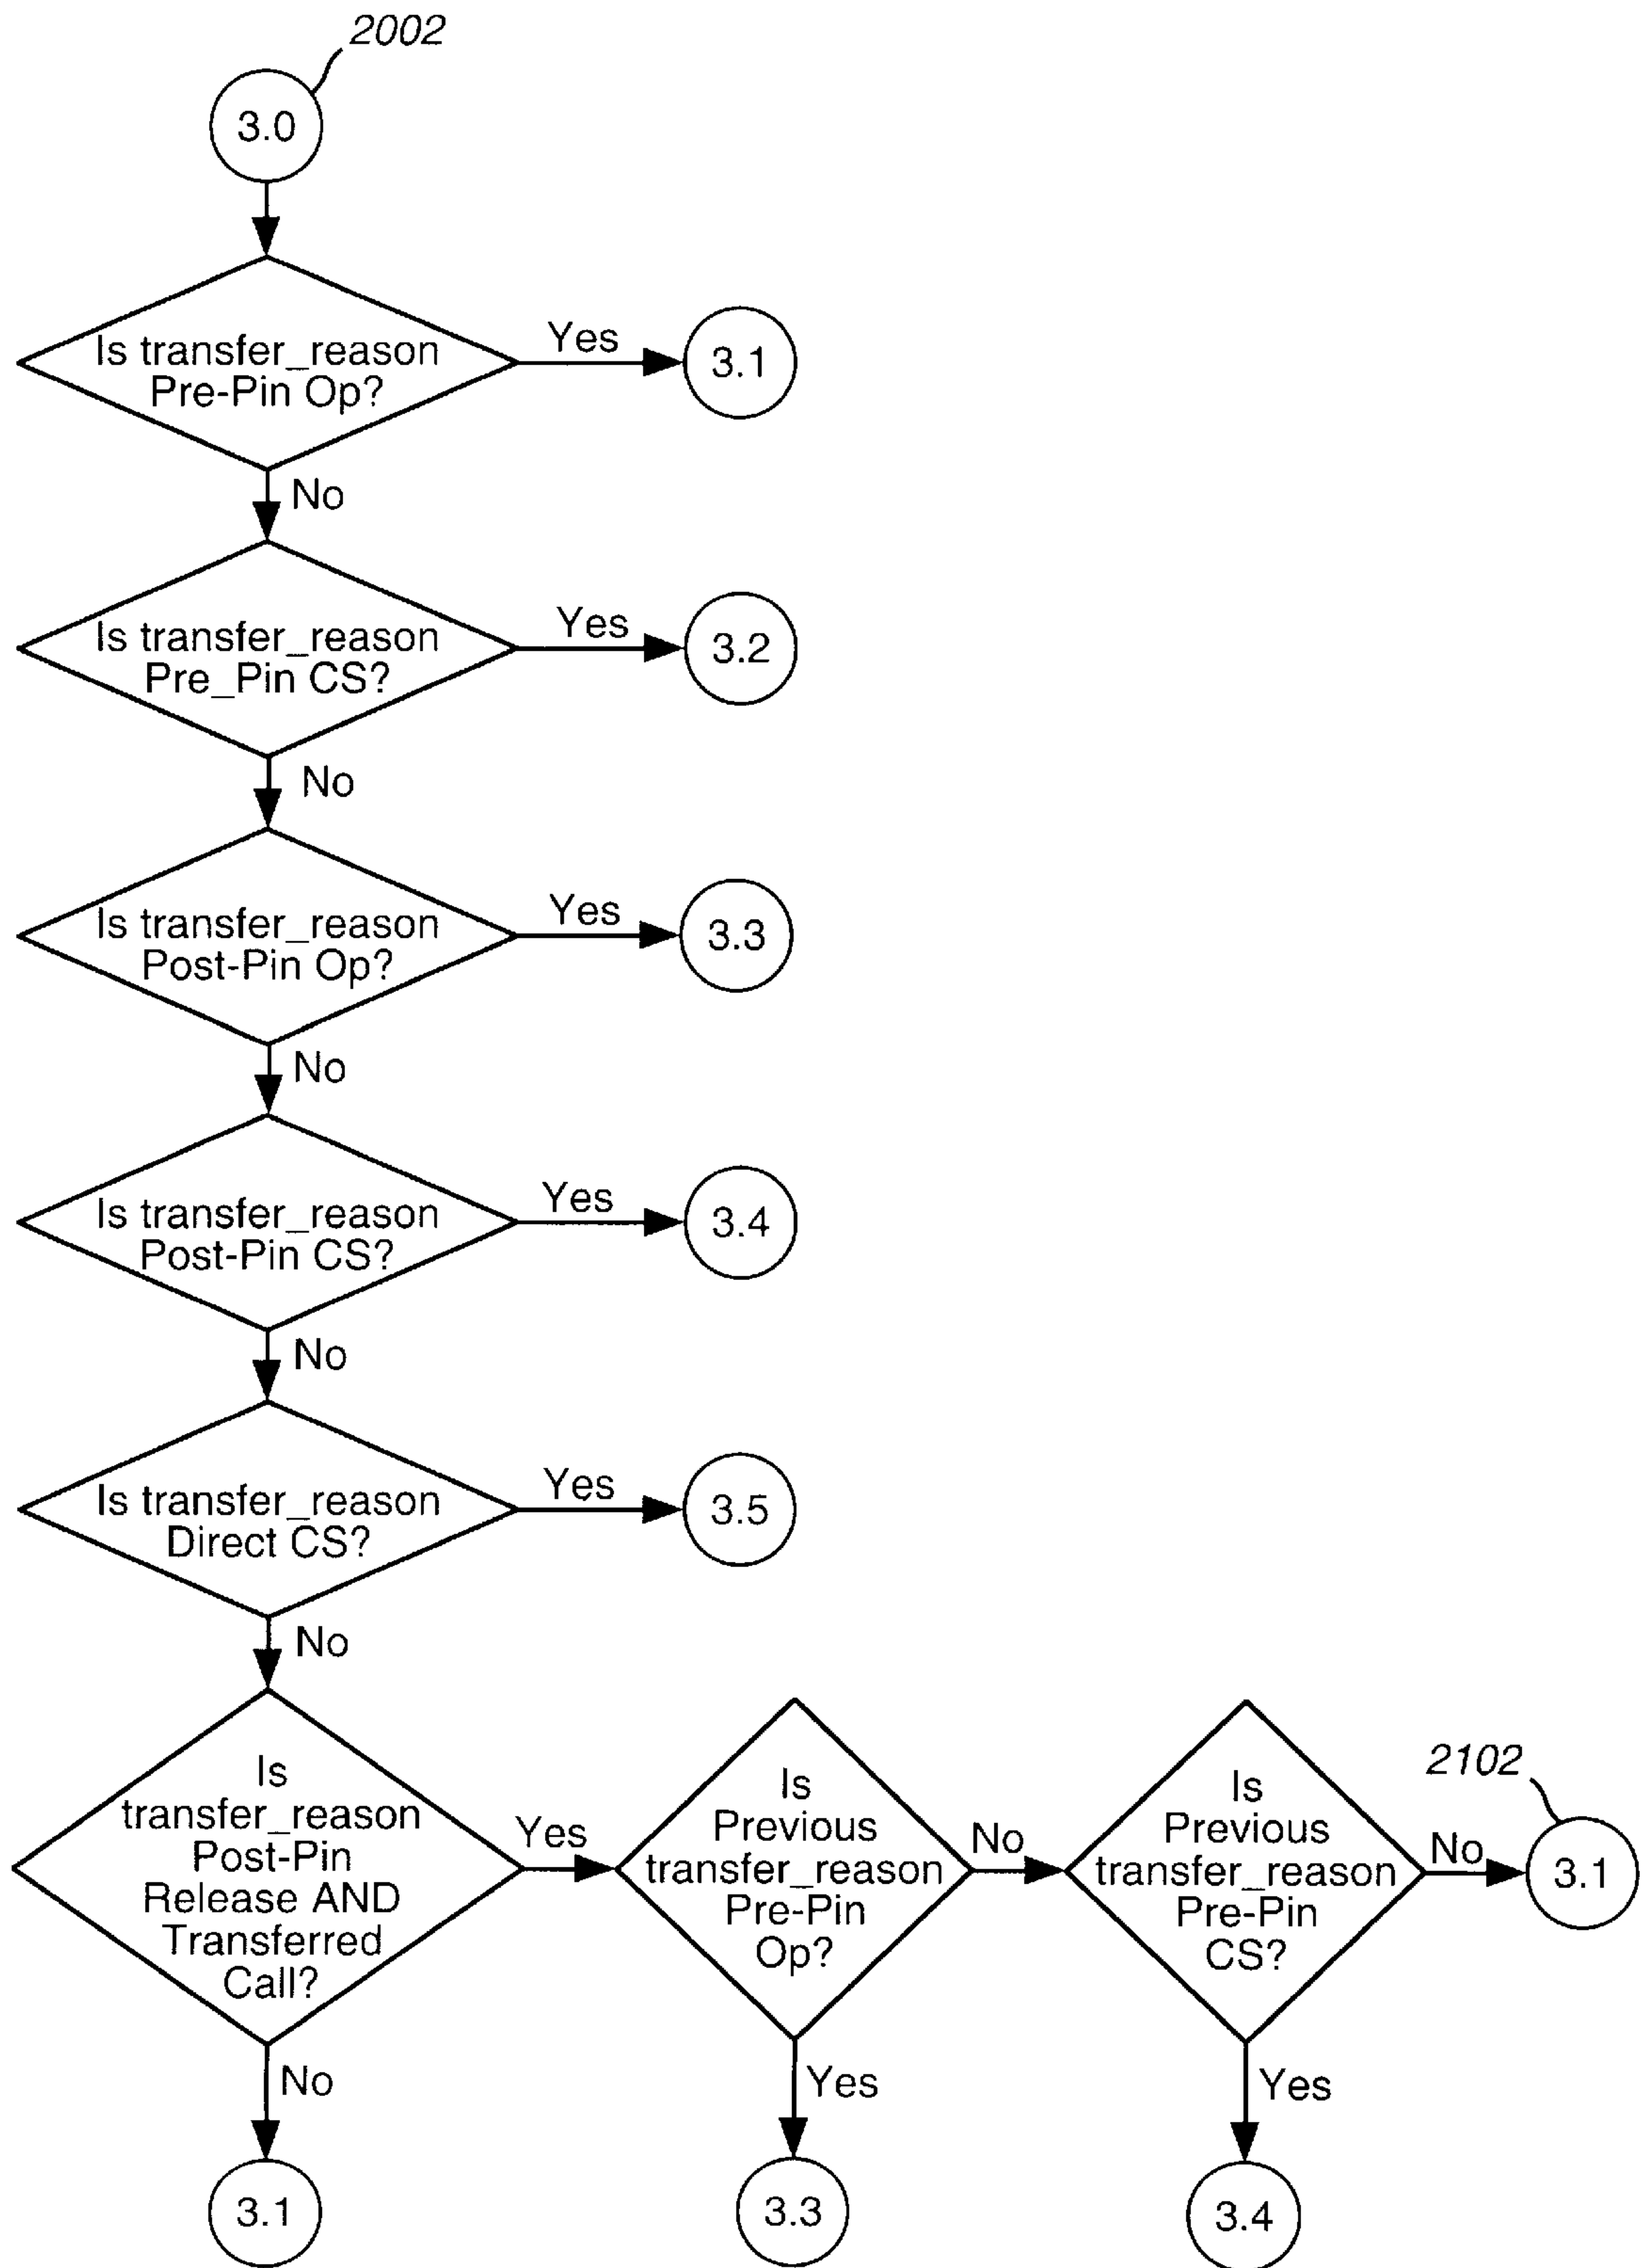 2002
3.0
Is transfer_reason
Pre-Pin Op?
Yes
3.1
No
Is transfer_reason
Pre_Pin CS?
Yes
3.2
No
Is transfer_reason
Post-Pin Op?
Yes
3.3
No
Is transfer_reason
Post-Pin CS?
Yes
3.4
No
Is transfer_reason
Direct CS?
Yes
3.5
No
Is
transfer_reason
Post-Pin
Release AND
Transferred
Call?
Yes
Is
Previous
transfer_reason
Pre-Pin
Op?
No
Is
Previous
transfer_reason
Pre-Pin
CS?
No
2102
3.1
No
3.1
Yes
3.3
Yes
3.4